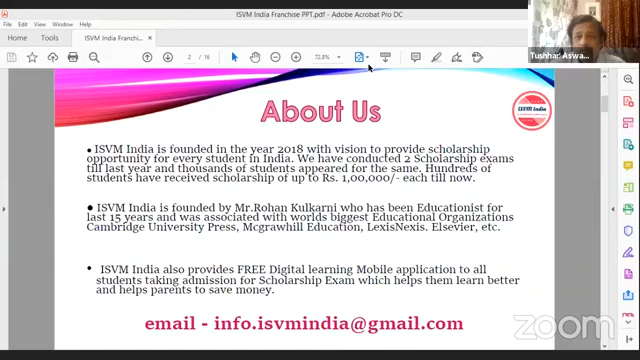 ISVM India Franchise PPT.pdf - Adobe Acrobat Pro DC
File Edit View Window Help
Home Tools ISVM India Franchi... ×
2 / 16 72.8%
Tushhar Aswa...
About Us
ISVM India
• ISVM India is founded in the year 2018 with vision to provide scholarship
opportunity for every student in India. We have conducted 2 Scholarship exams
till last year and thousands of students appeared for the same. Hundreds of
students have received scholarship of up to Rs. 1,00,000/- each till now.
• ISVM India is founded by Mr.Rohan Kulkarni who has been Educationist for
last 15 years and was associated with worlds biggest Educational Organizations
Cambridge University Press, Mcgrawhill Education, LexisNexis. Elsevier, etc.
• ISVM India also provides FREE Digital learning Mobile application to all
students taking admission for Scholarship Exam which helps them learn better
and helps parents to save money.
email - info.isvmindia@gmail.com
zoom